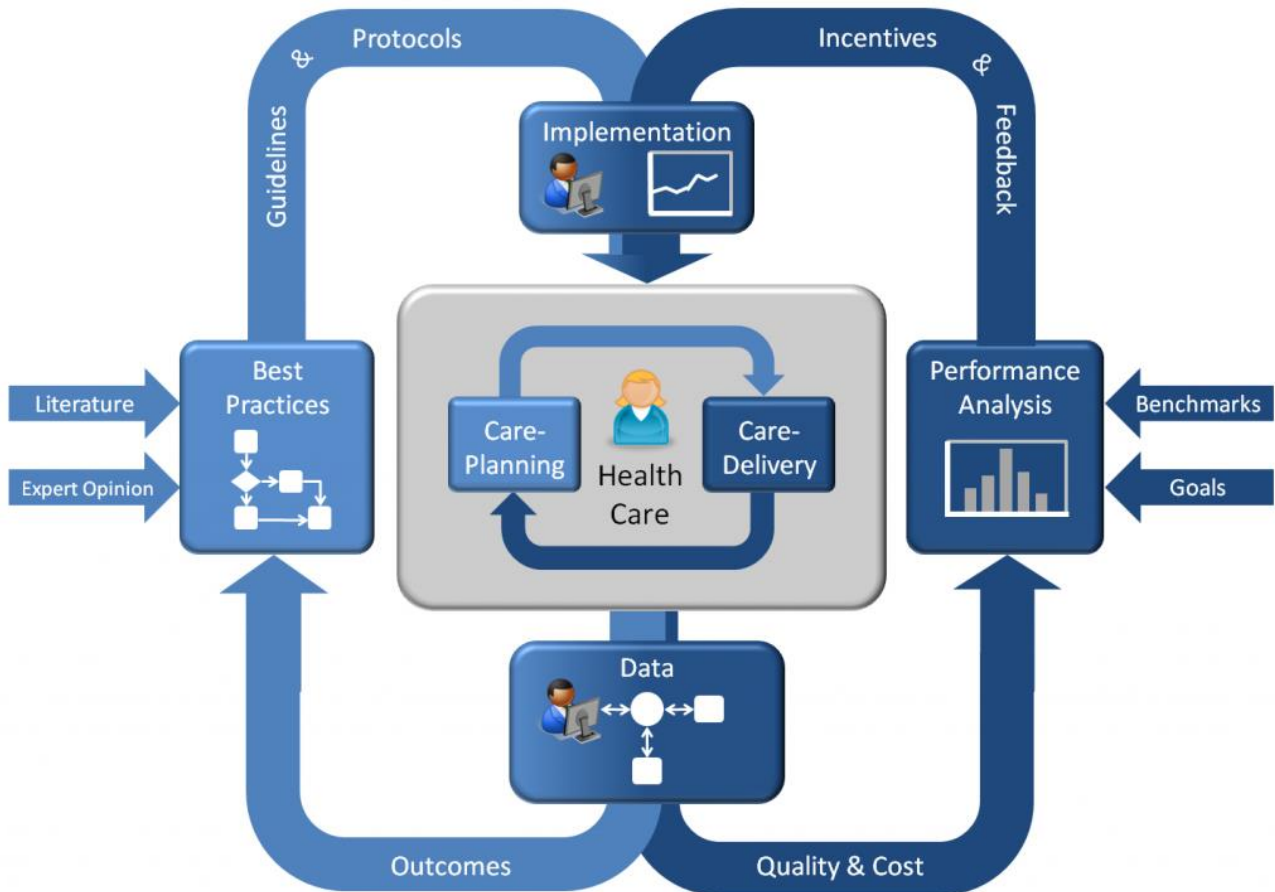 Protocols
&
Guidelines
Incentives
&
Feedback
Implementation
Best
Practices
Literature
Expert Opinion
Care-
Planning
Health
Care
Care-
Delivery
Performance
Analysis
Benchmarks
Goals
Data
Outcomes
Quality & Cost